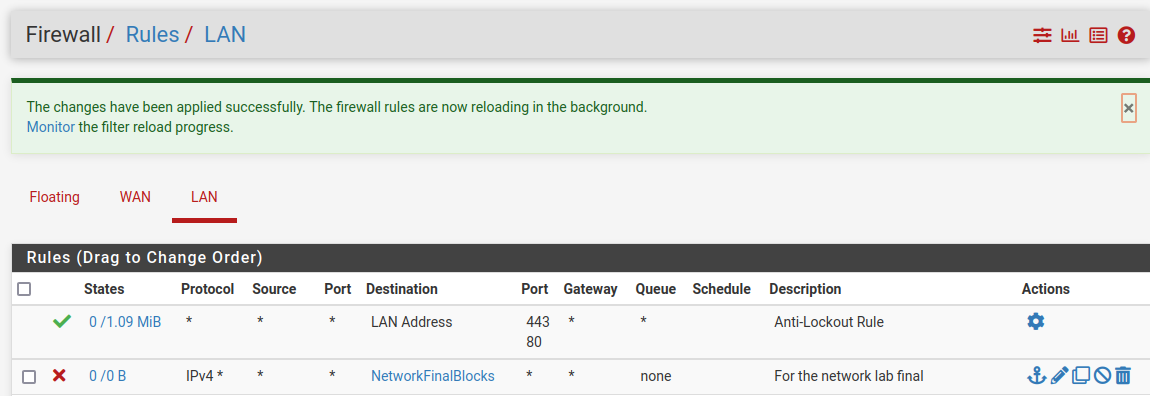 Firewall / Rules / LAN
The changes have been applied successfully. The firewall rules are now reloading in the background.
Monitor the filter reload progress.
Floating WAN LAN
Rules (Drag to Change Order)
States Protocol Source Port Destination Port Gateway Queue Schedule Description Actions
0 /1.09 MiB * * * LAN Address 443 * * Anti-Lockout Rule
80
0 /0 B IPv4 * * * NetworkFinalBlocks * * none For the network lab final